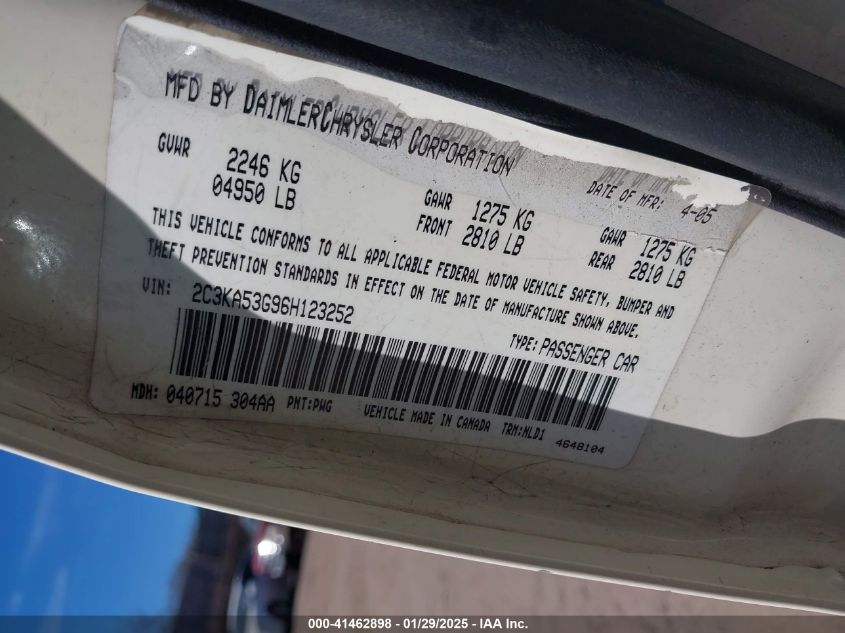 MFD BY DAIMLERCHRYSLER CORPORATION
DATE OF MFR: 4-05
GVWR 2246 KG
04950 LB
GAWR FRONT 1275 KG
2810 LB
GAWR REAR 1275 KG
2810 LB
THIS VEHICLE CONFORMS TO ALL APPLICABLE FEDERAL MOTOR VEHICLE SAFETY, BUMPER AND
THEFT PREVENTION STANDARDS IN EFFECT ON THE DATE OF MANUFACTURE SHOWN ABOVE.
VIN: 2C3KA53G96H123252
TYPE: PASSENGER CAR
MDH: 040715 304AA PNT:PWG VEHICLE MADE IN CANADA TRM:MLD1
4648104
000-41462898 - 01/29/2025 - IAA Inc.